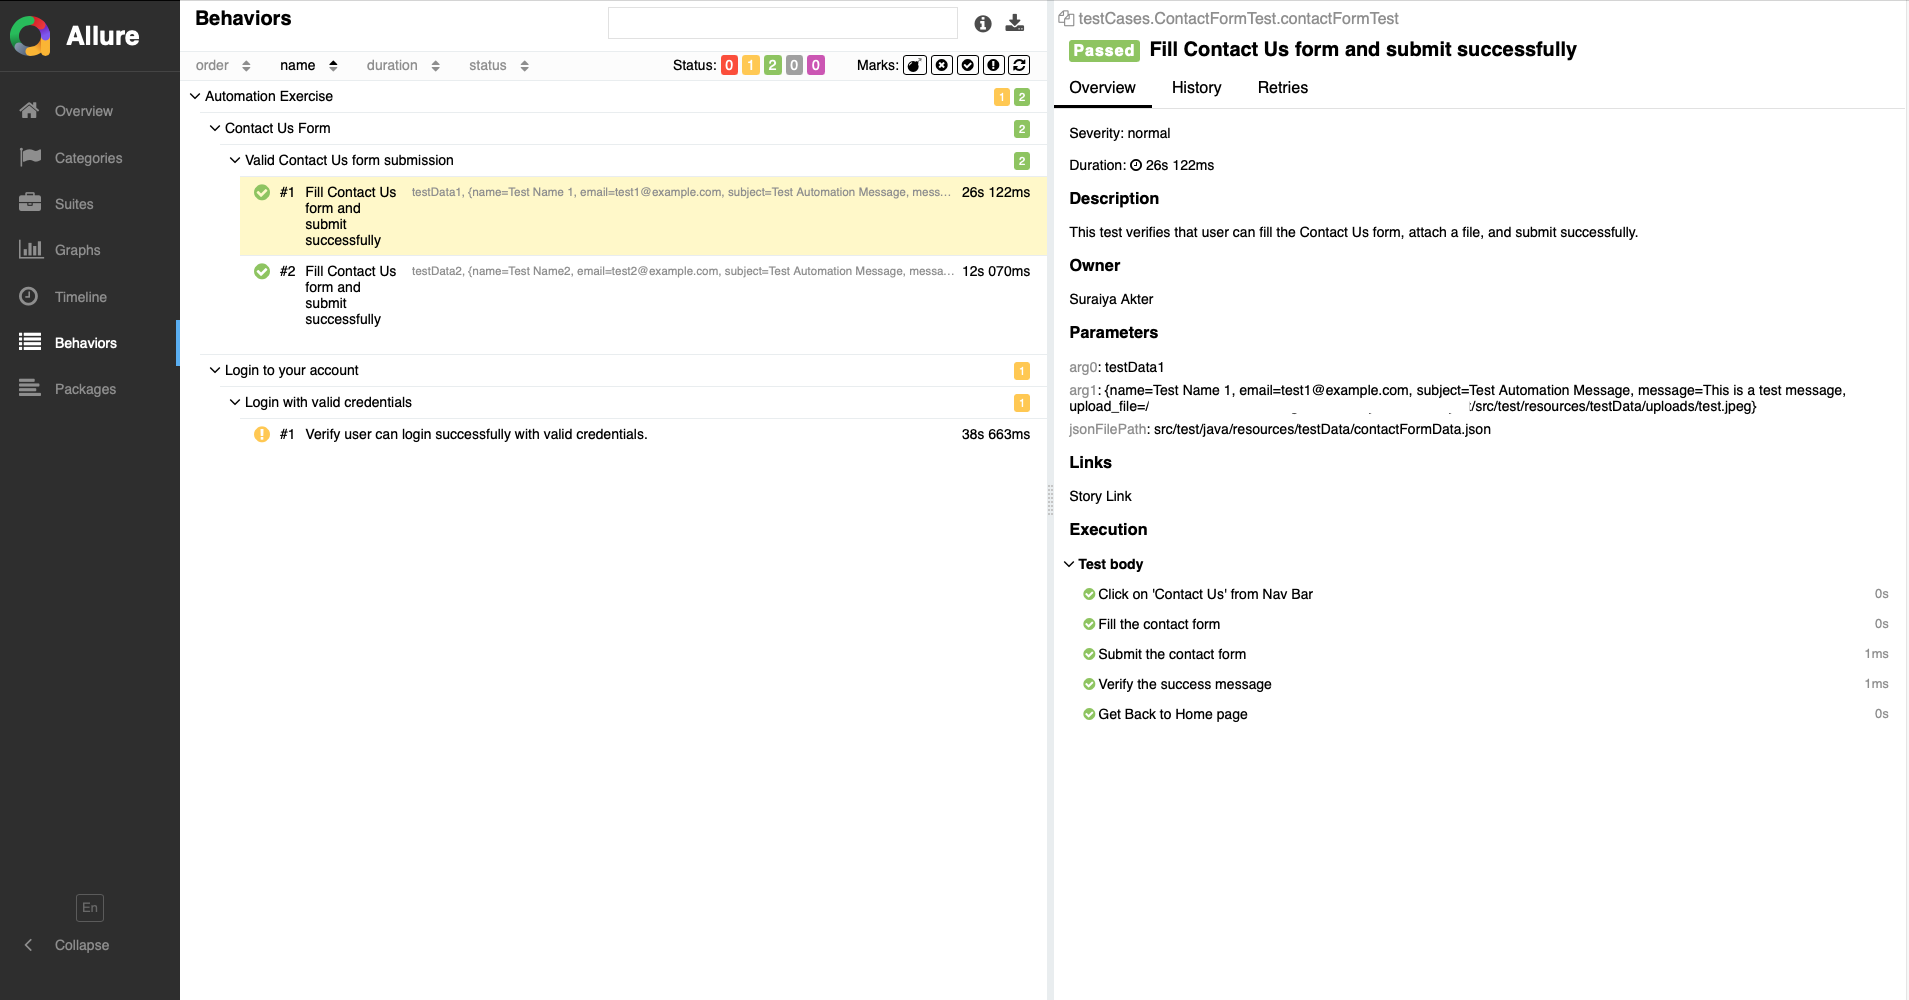 Allure
Overview
Categories
Suites
Graphs
Timeline
Behaviors
Packages
En
Collapse
Behaviors
order name duration status
Status: 0 1 2 0 0 Marks:
Automation Exercise 1 2
Contact Us Form 2
Valid Contact Us form submission 2
#1 Fill Contact Us testData1, {name=Test Name 1, email=test1@example.com, subject=Test Automation Message, mess... 26s 122ms
form and
submit
successfully
#2 Fill Contact Us testData2, {name=Test Name2, email=test2@example.com, subject=Test Automation Message, messa... 12s 070ms
form and
submit
successfully
Login to your account 1
Login with valid credentials 1
#1 Verify user can login successfully with valid credentials. 38s 663ms
testCases.ContactFormTest.contactFormTest
Passed Fill Contact Us form and submit successfully
Overview History Retries
Severity: normal
Duration: 26s 122ms
Description
This test verifies that user can fill the Contact Us form, attach a file, and submit successfully.
Owner
Suraiya Akter
Parameters
arg0: testData1
arg1: {name=Test Name 1, email=test1@example.com, subject=Test Automation Message, message=This is a test message,
upload_file=/ /src/test/resources/testData/uploads/test.jpeg}
jsonFilePath: src/test/java/resources/testData/contactFormData.json
Links
Story Link
Execution
Test body
Click on 'Contact Us' from Nav Bar 0s
Fill the contact form 0s
Submit the contact form 1ms
Verify the success message 1ms
Get Back to Home page 0s